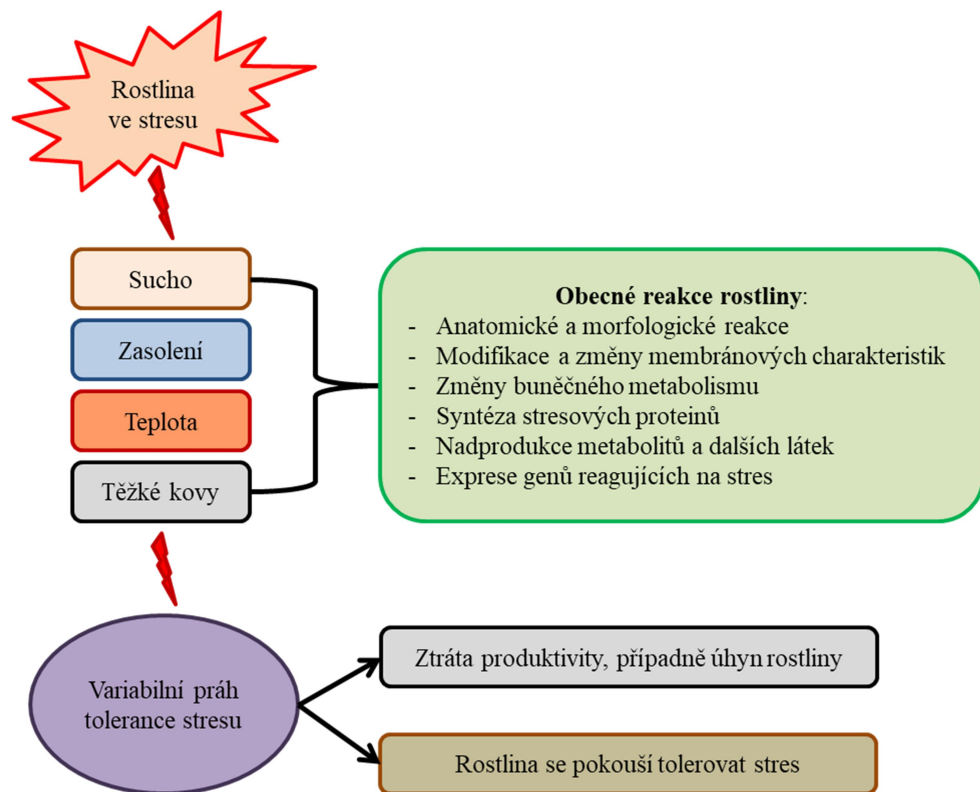 Rostlina
ve stresu
Sucho
Zasolení
Teplota
Těžké kovy
Obecné reakce rostliny:
- Anatomické a morfologické reakce
- Modifikace a změny membránových charakteristik
- Změny buněčného metabolismu
- Syntéza stresových proteinů
- Nadprodukce metabolitů a dalších látek
- Exprese genů reagujících na stres
Variabilní práh
tolerance stresu
Ztráta produktivity, případně úhyn rostliny
Rostlina se pokouší tolerovat stres